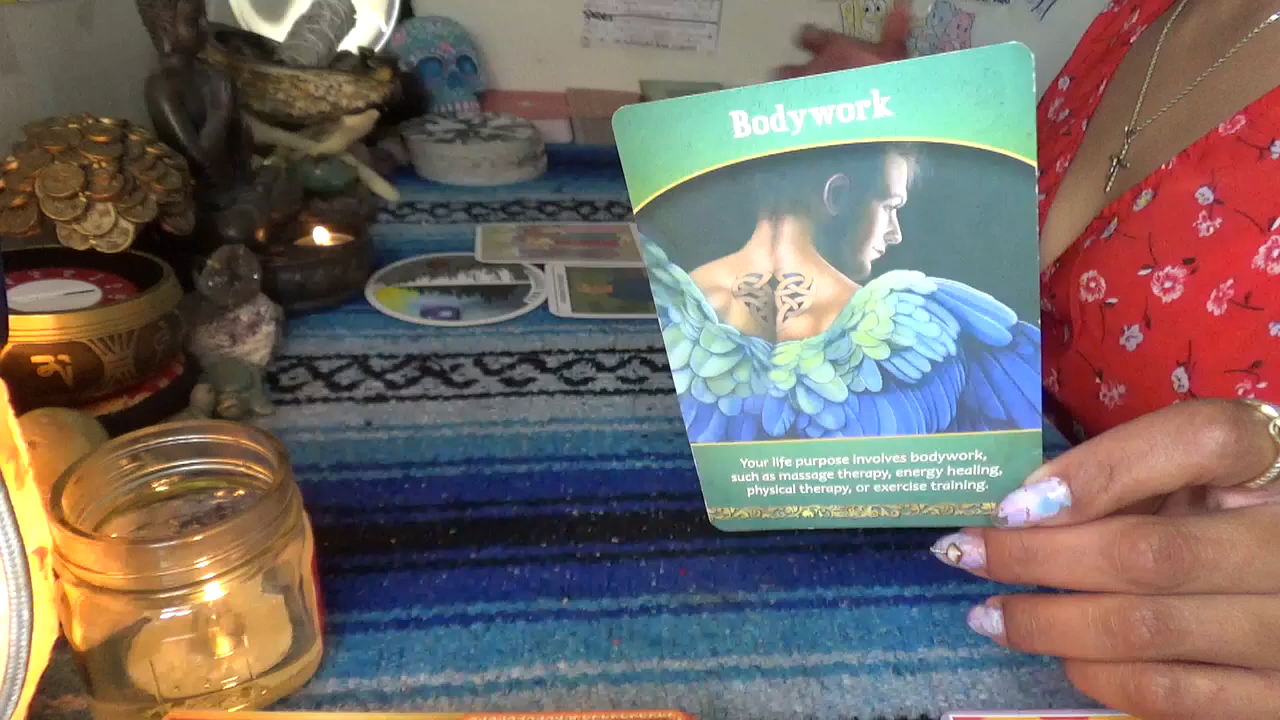 Bodywork
Your life purpose involves bodywork,
such as massage therapy, energy healing,
physical therapy, or exercise training.